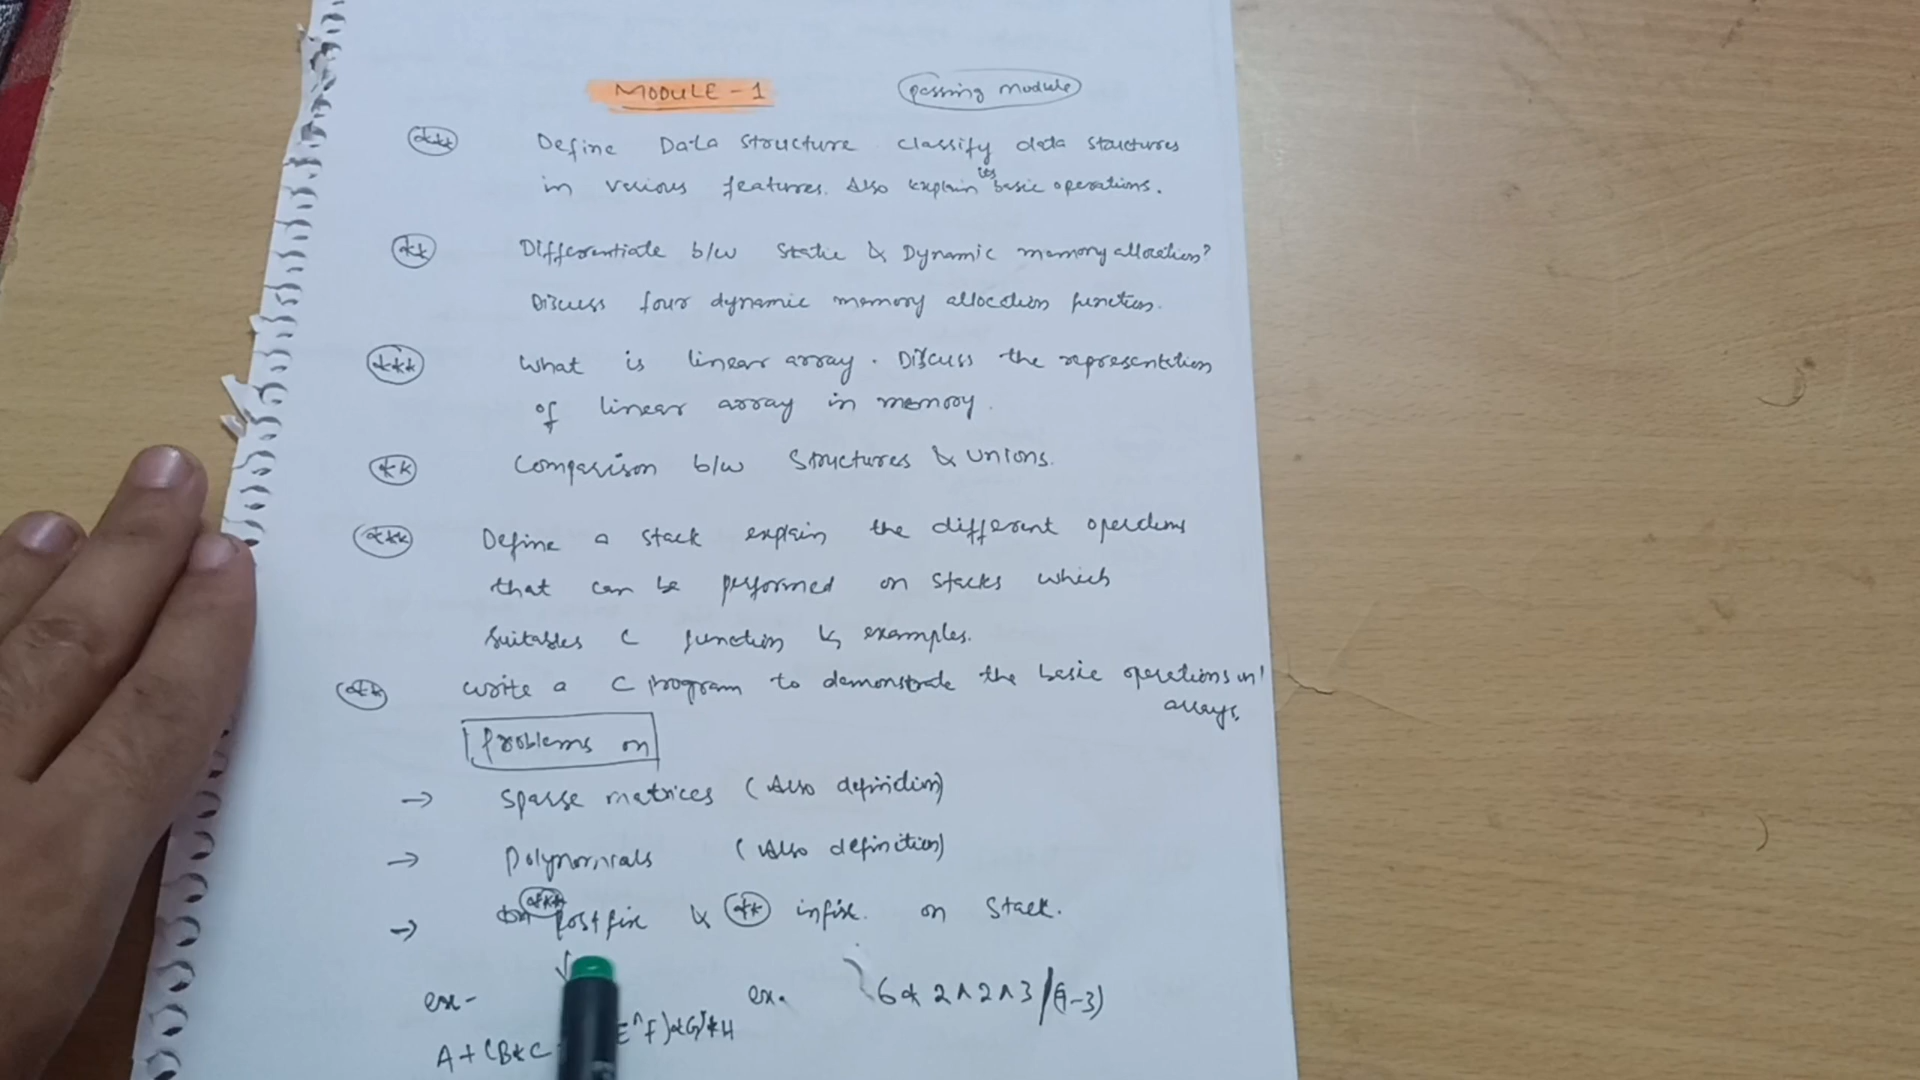 MODULE - 1 passing module
*** Define Data Structure classify data structures
in various features. Also explain its basic operations.
** Differentiate b/w static & Dynamic memory allocation?
Discuss four dynamic memory allocation function.
*** What is linear array. Discuss the representation
of linear array in memory.
** Comparison b/w Structures & Unions.
*** Define a stack explain the different operations
that can be performed on stacks which
suitables C function & examples.
** Write a C program to demonstrate the basic operations in
arrays.
Problems on
→ Sparse matrices (Also definition)
→ Polynomials (Also definition)
→ *** postfix & ** infix. on stack.
ex- ex. 6*2^2^3/(9-3)
A+(B*C E^F)*G)*H